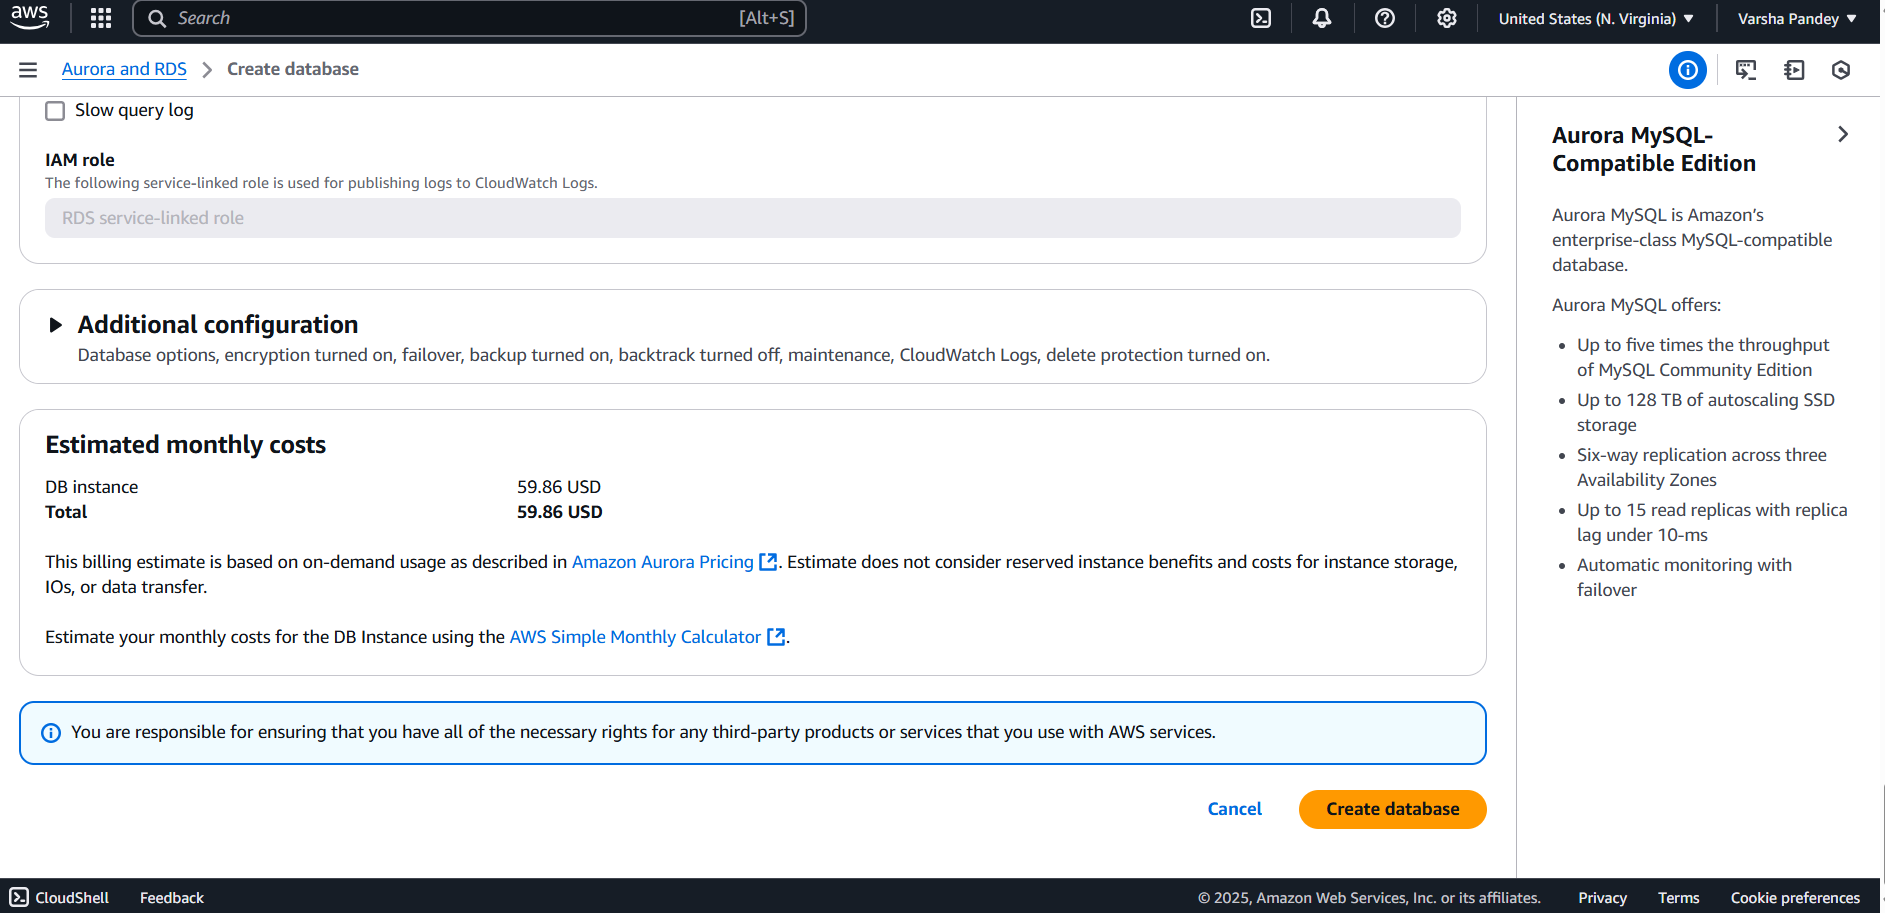 aws
Search
[Alt+S]
United States (N. Virginia)
Varsha Pandey
Aurora and RDS
Create database
Slow query log
IAM role
The following service-linked role is used for publishing logs to CloudWatch Logs.
RDS service-linked role
Additional configuration
Database options, encryption turned on, failover, backup turned on, backtrack turned off, maintenance, CloudWatch Logs, delete protection turned on.
Estimated monthly costs
DB instance 59.86 USD
Total 59.86 USD
This billing estimate is based on on-demand usage as described in Amazon Aurora Pricing. Estimate does not consider reserved instance benefits and costs for instance storage,
IOs, or data transfer.
Estimate your monthly costs for the DB Instance using the AWS Simple Monthly Calculator.
You are responsible for ensuring that you have all of the necessary rights for any third-party products or services that you use with AWS services.
Cancel
Create database
Aurora MySQL-
Compatible Edition
Aurora MySQL is Amazon's
enterprise-class MySQL-compatible
database.
Aurora MySQL offers:
• Up to five times the throughput
of MySQL Community Edition
• Up to 128 TB of autoscaling SSD
storage
• Six-way replication across three
Availability Zones
• Up to 15 read replicas with replica
lag under 10-ms
• Automatic monitoring with
failover
CloudShell
Feedback
© 2025, Amazon Web Services, Inc. or its affiliates.
Privacy
Terms
Cookie preferences